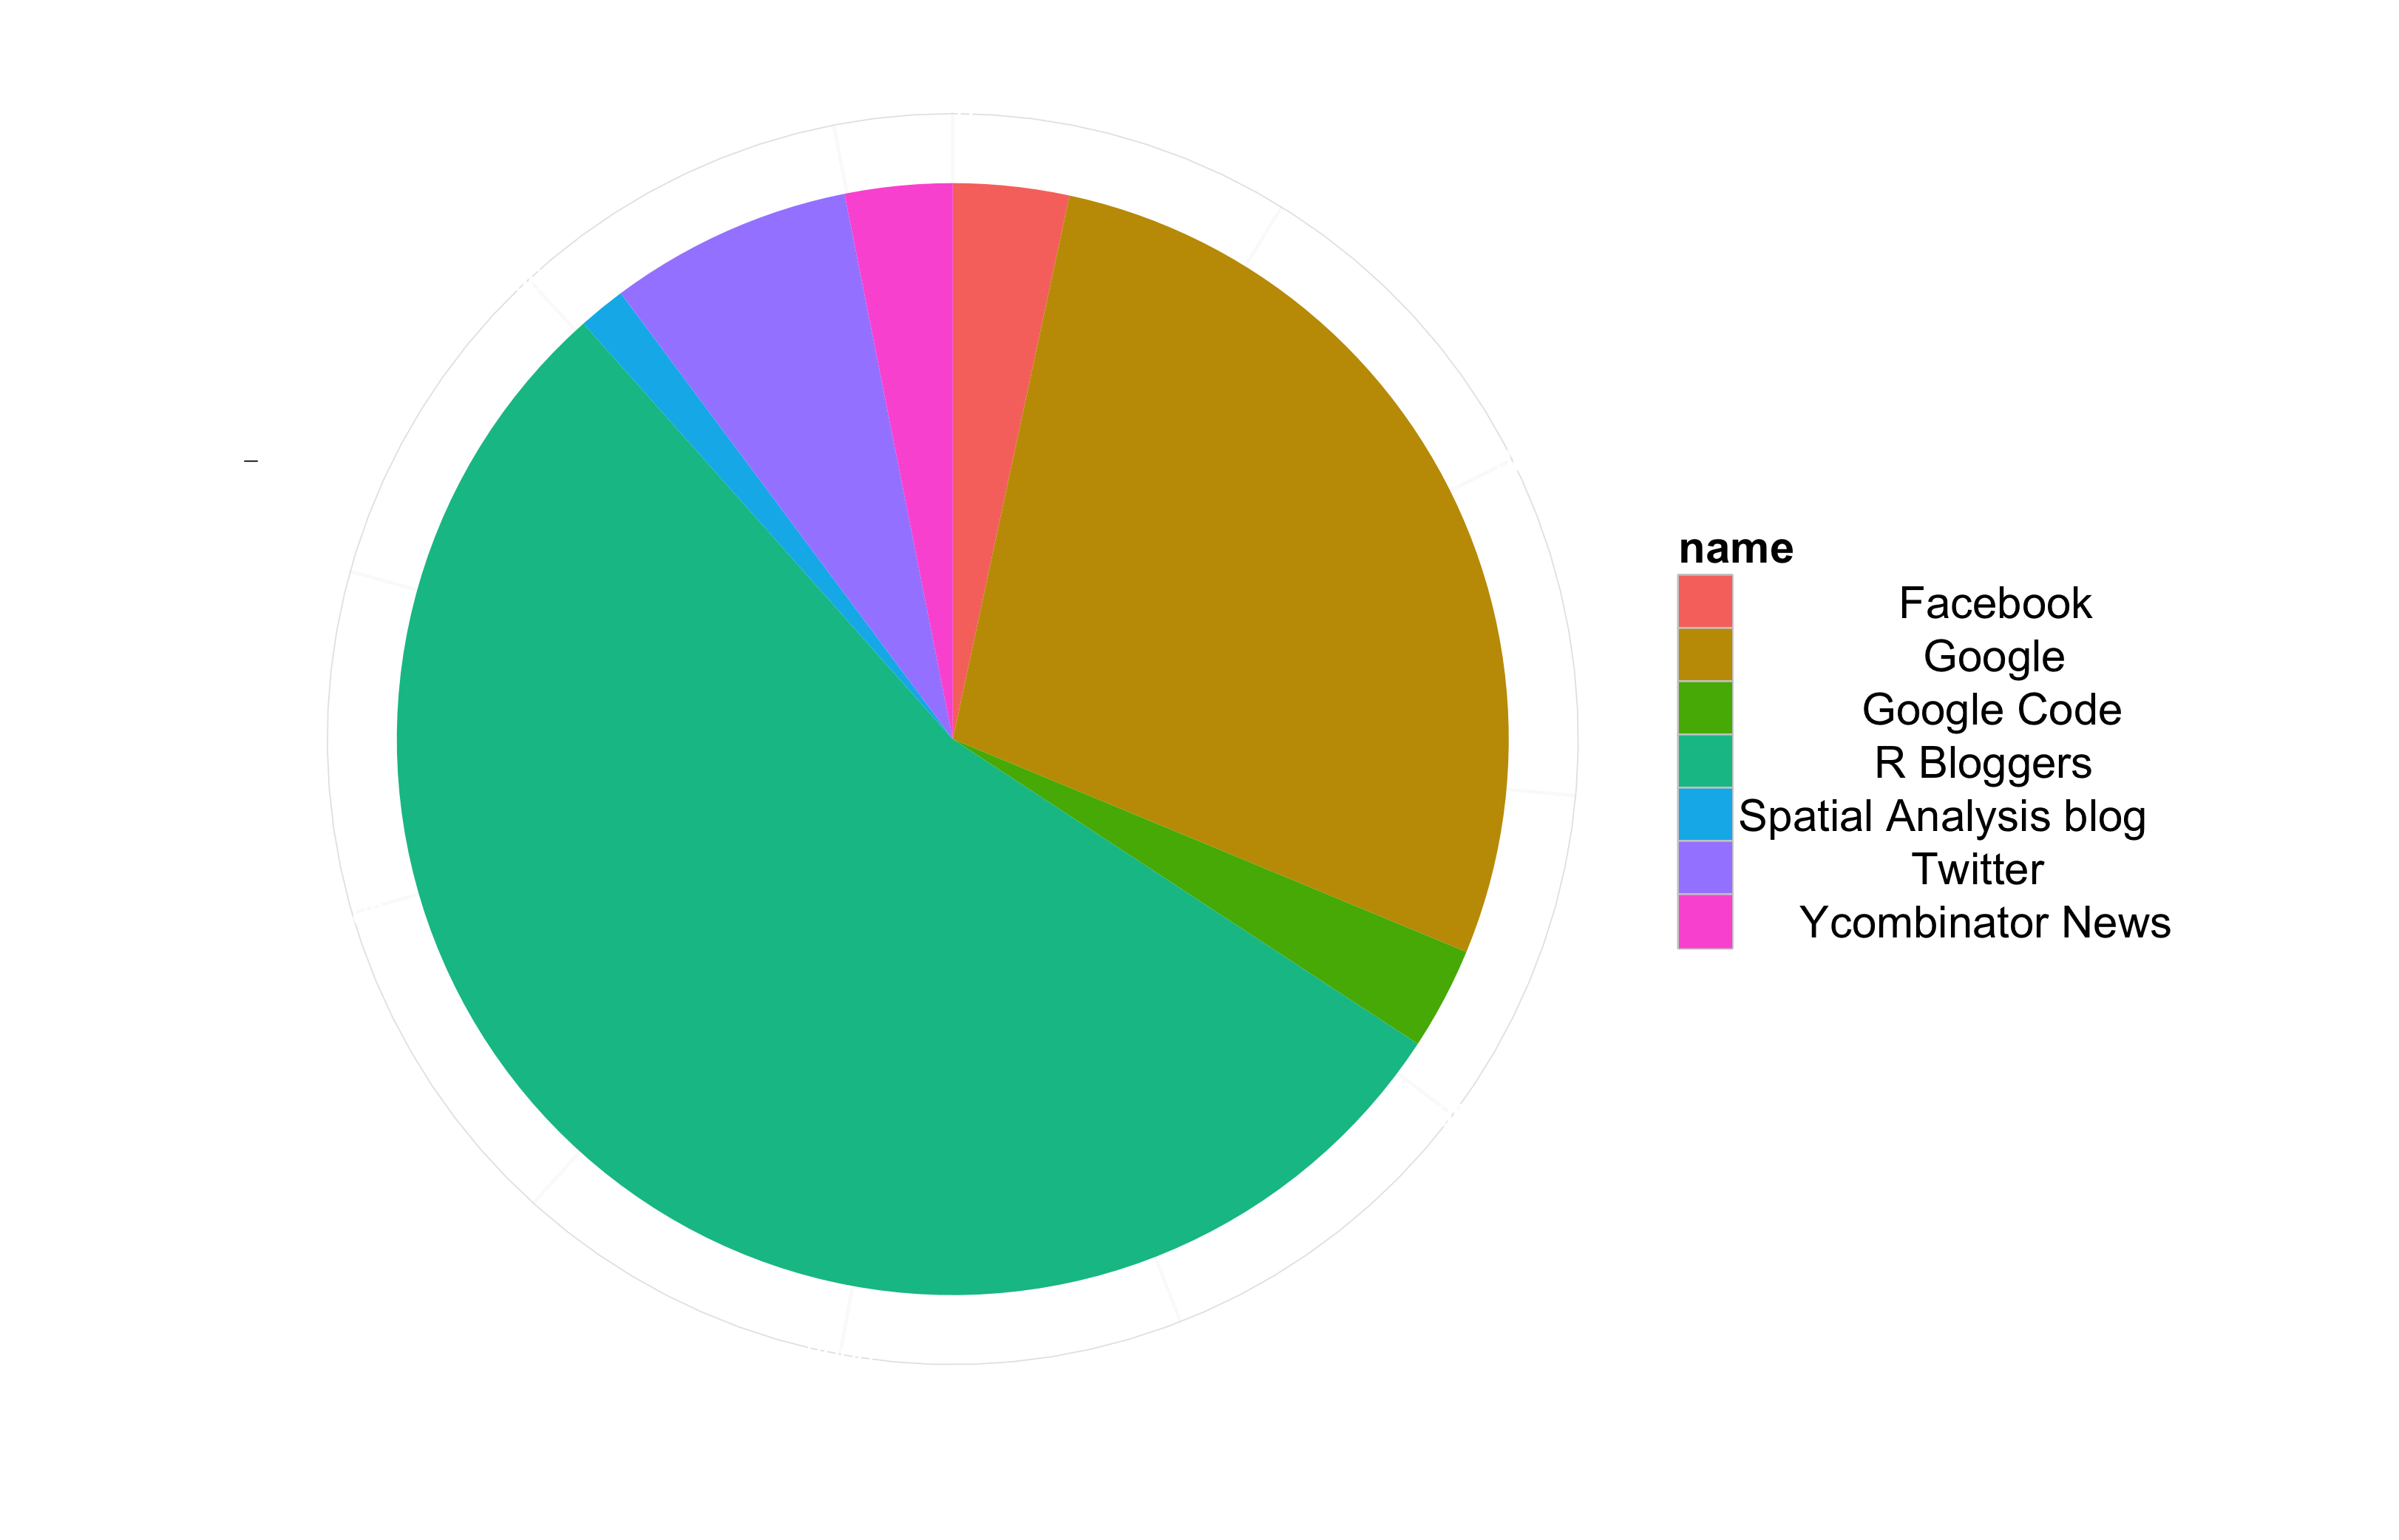 name
Facebook
Google
Google Code
R Bloggers
Spatial Analysis blog
Twitter
Ycombinator News